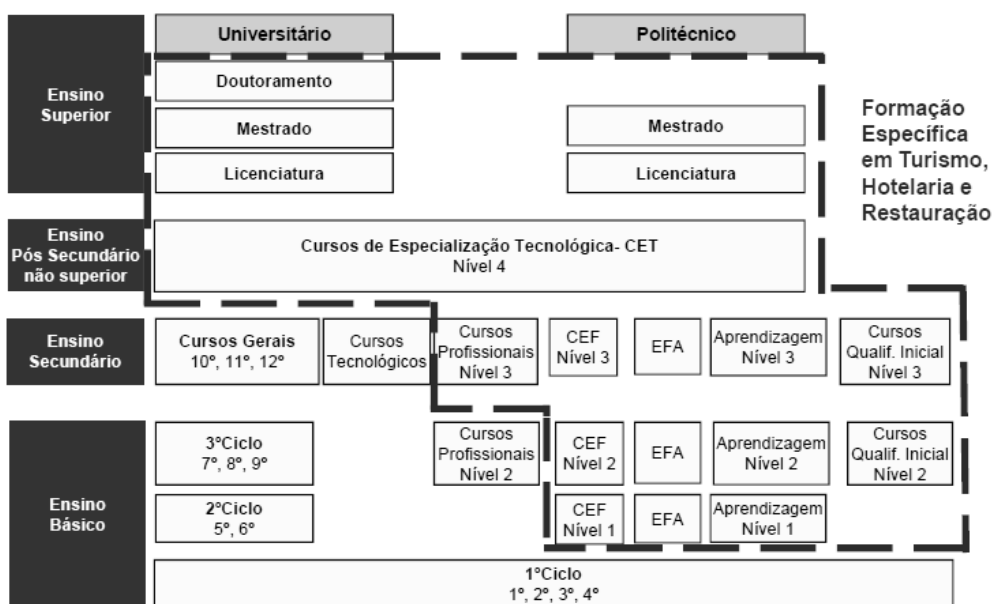 Universitário
Politécnico
Ensino
Superior
Doutoramento
Mestrado
Mestrado
Licenciatura
Licenciatura
Formação
Específica
em Turismo,
Hotelaria e
Restauração
Ensino
Pós Secundário
não superior
Cursos de Especialização Tecnológica- CET
Nível 4
Ensino
Secundário
Cursos Gerais
10º, 11º, 12º
Cursos
Tecnológicos
Cursos
Profissionais
Nível 3
CEF
Nível 3
EFA
Aprendizagem
Nível 3
Cursos
Qualif. Inicial
Nível 3
Ensino
Básico
3ºCiclo
7º, 8º, 9º
Cursos
Profissionais
Nível 2
CEF
Nível 2
EFA
Aprendizagem
Nível 2
Cursos
Qualif. Inicial
Nível 2
2ºCiclo
5º, 6º
CEF
Nível 1
EFA
Aprendizagem
Nível 1
1ºCiclo
1º, 2º, 3º, 4º